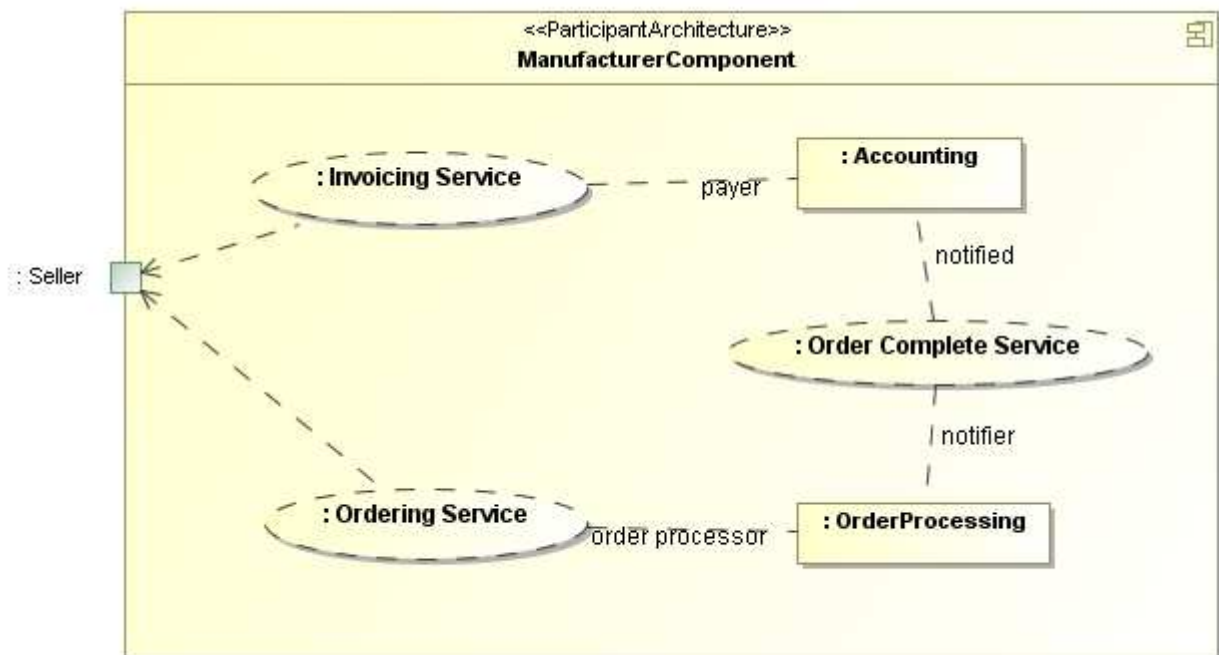 <<ParticipantArchitecture>>
ManufacturerComponent
: Invoicing Service
payer
: Accounting
notified
: Seller
: Order Complete Service
notifier
: Ordering Service
order processor
: OrderProcessing